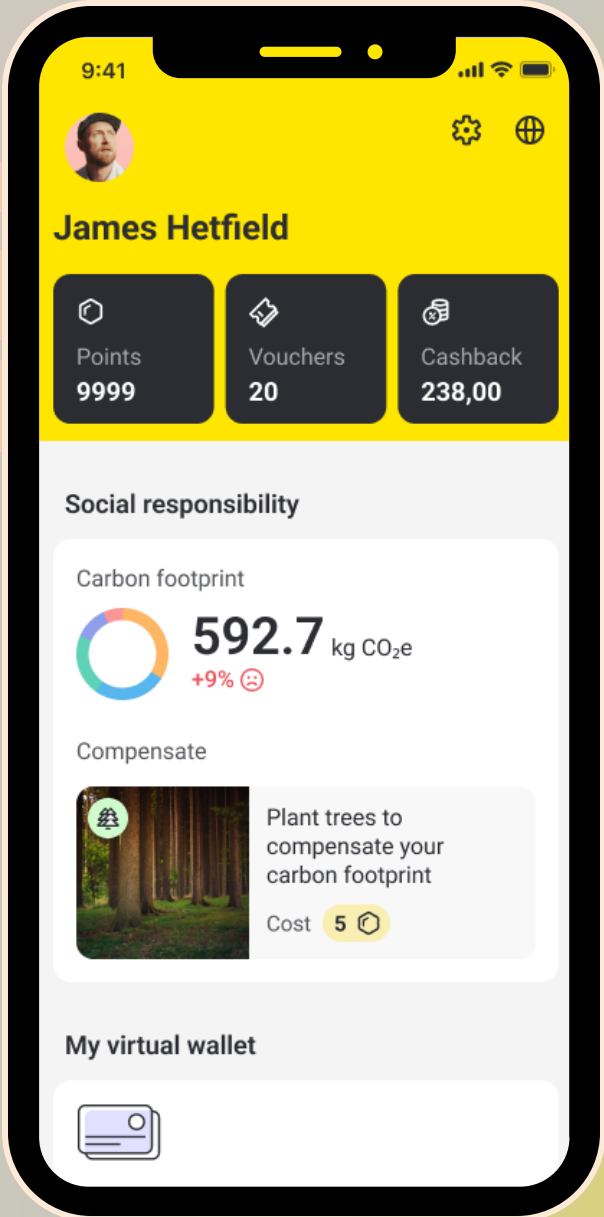 9:41
James Hetfield
Points
9999
Vouchers
20
Cashback
238,00
Social responsibility
Carbon footprint
592.7 kg CO₂e
+9%
Compensate
Plant trees to
compensate your
carbon footprint
Cost 5
My virtual wallet